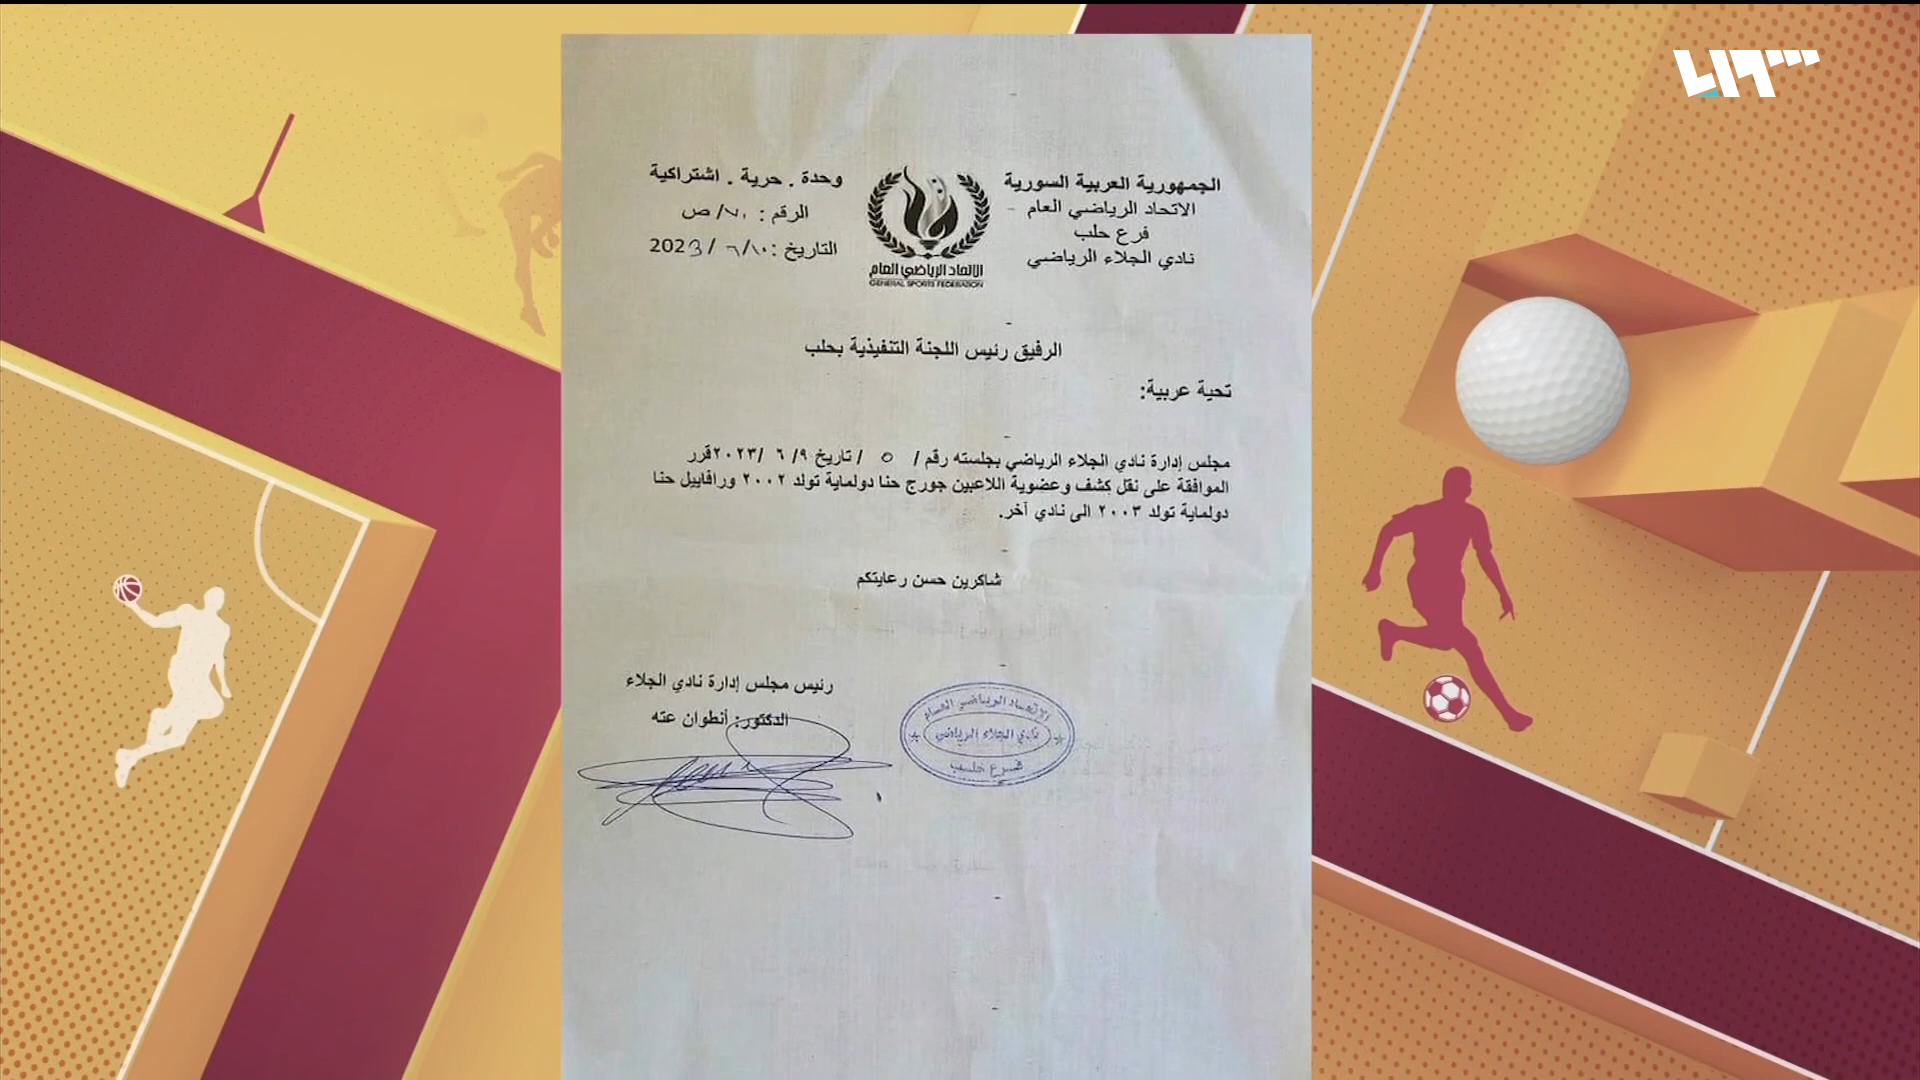 الجمهورية العربية السورية
الاتحاد الرياضي العام
فرع حلب
نادي الجلاء الرياضي
الاتحاد الرياضي العام
GENERAL SPORTS FEDERATION
وحدة . حرية . اشتراكية
الرقم : ٧٠/ ص
التاريخ : ١٠/ ٦ / 2023
الرفيق رئيس اللجنة التنفيذية بحلب
تحية عربية:
مجلس إدارة نادي الجلاء الرياضي بجلسته رقم / ٥ / تاريخ ٩/ ٦ /٢٠٢٣قرر
الموافقة على نقل كشف وعضوية اللاعبين جورج حنا دولماية تولد ٢٠٠٢ ورافاييل حنا
دولماية تولد ٢٠٠٣ الى نادي آخر.
شاكرين حسن رعايتكم
رئيس مجلس إدارة نادي الجلاء
الدكتور: أنطوان عته
الاتحاد الرياضي العام
نادي الجلاء الرياضي
فرع حلب